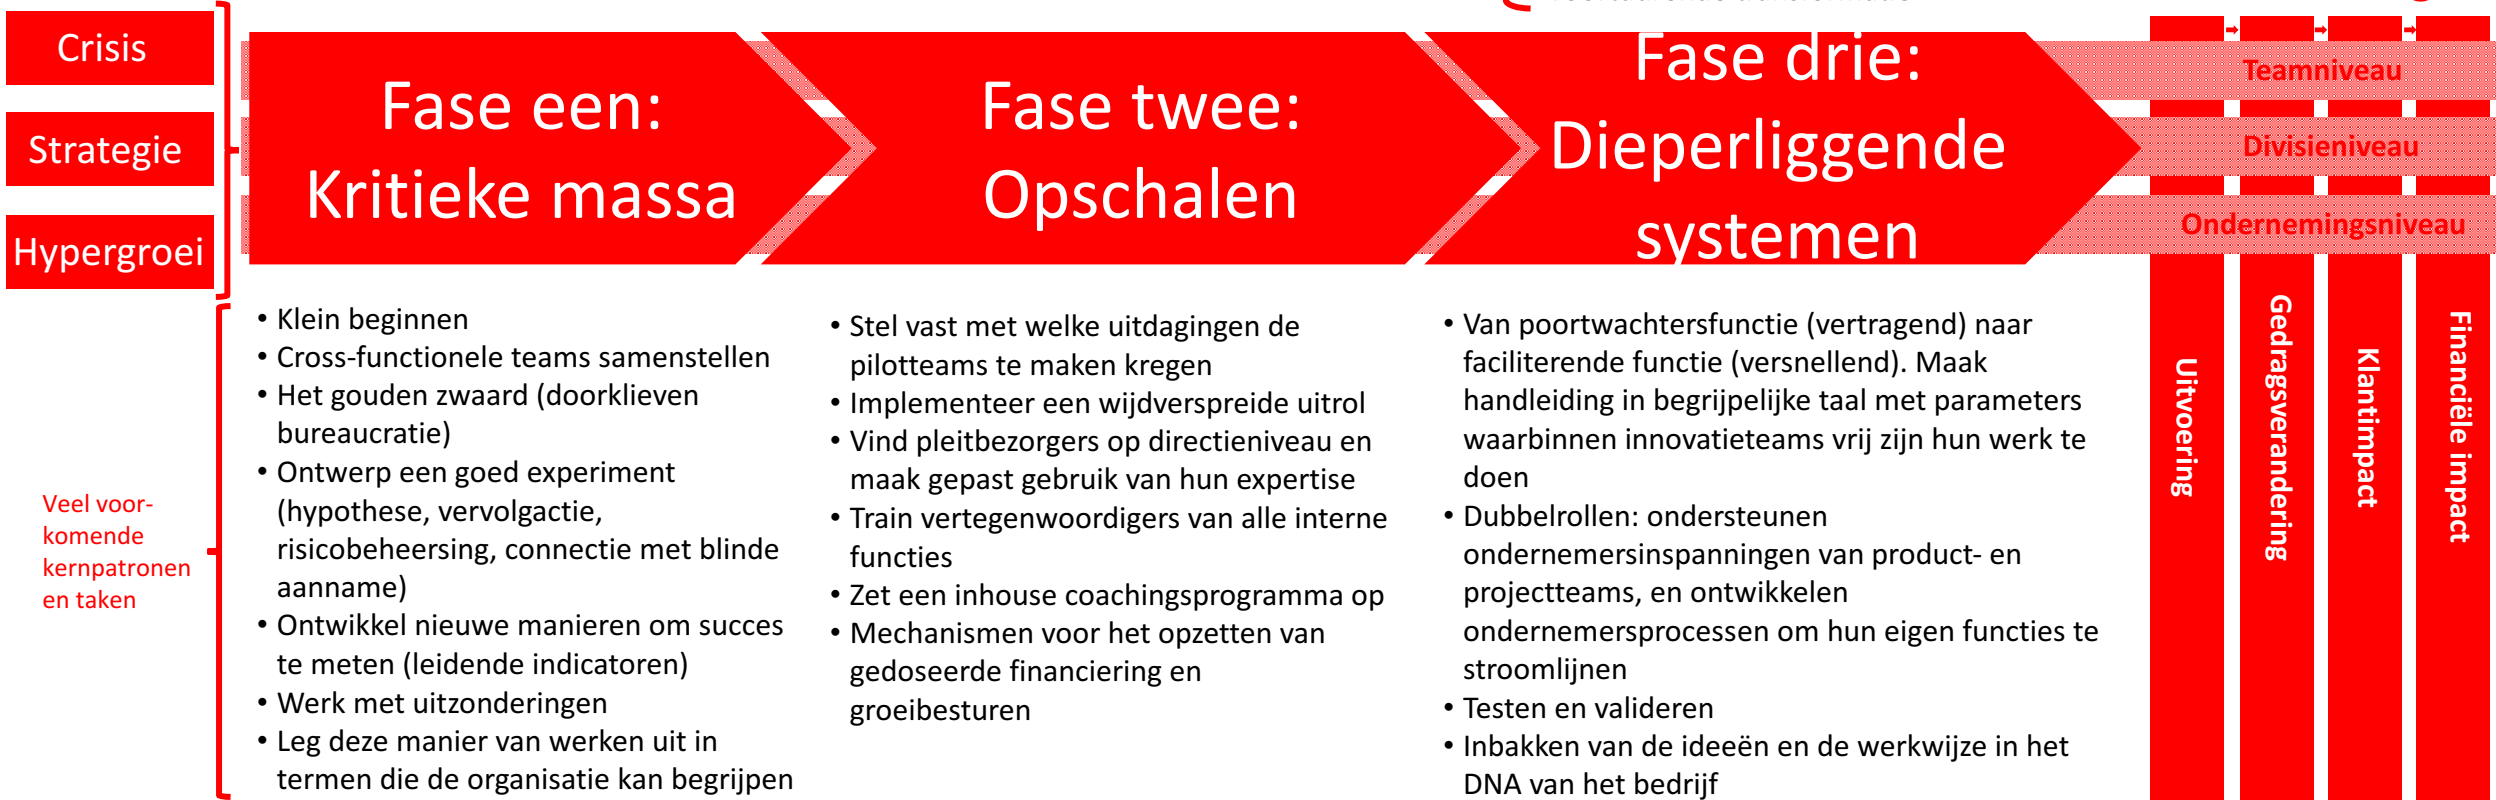 Crisis
Strategie
Hypergroei
Fase een:
Kritieke massa
Fase twee:
Opschalen
Fase drie:
Dieperliggende
systemen
Teamniveau
Divisieniveau
Ondernemingsniveau
Veel voor-
komende
kernpatronen
en taken
• Klein beginnen
• Cross-functionele teams samenstellen
• Het gouden zwaard (doorklieven
bureaucratie)
• Ontwerp een goed experiment
(hypothese, vervolgactie,
risicobeheersing, connectie met blinde
aanname)
• Ontwikkel nieuwe manieren om succes
te meten (leidende indicatoren)
• Werk met uitzonderingen
• Leg deze manier van werken uit in
termen die de organisatie kan begrijpen
• Stel vast met welke uitdagingen de
pilotteams te maken kregen
• Implementeer een wijdverspreide uitrol
• Vind pleitbezorgers op directieniveau en
maak gepast gebruik van hun expertise
• Train vertegenwoordigers van alle interne
functies
• Zet een inhouse coachingsprogramma op
• Mechanismen voor het opzetten van
gedoseerde financiering en
groeibesturen
• Van poortwachtersfunctie (vertragend) naar
faciliterende functie (versnellend). Maak
handleiding in begrijpelijke taal met parameters
waarbinnen innovatieteams vrij zijn hun werk te
doen
• Dubbelrollen: ondersteunen
ondernemersinspanningen van product- en
projectteams, en ontwikkelen
ondernemersprocessen om hun eigen functies te
stroomlijnen
• Testen en valideren
• Inbakken van de ideeën en de werkwijze in het
DNA van het bedrijf
Uitvoering
Gedragsverandering
Klantimpact
Financiële impact